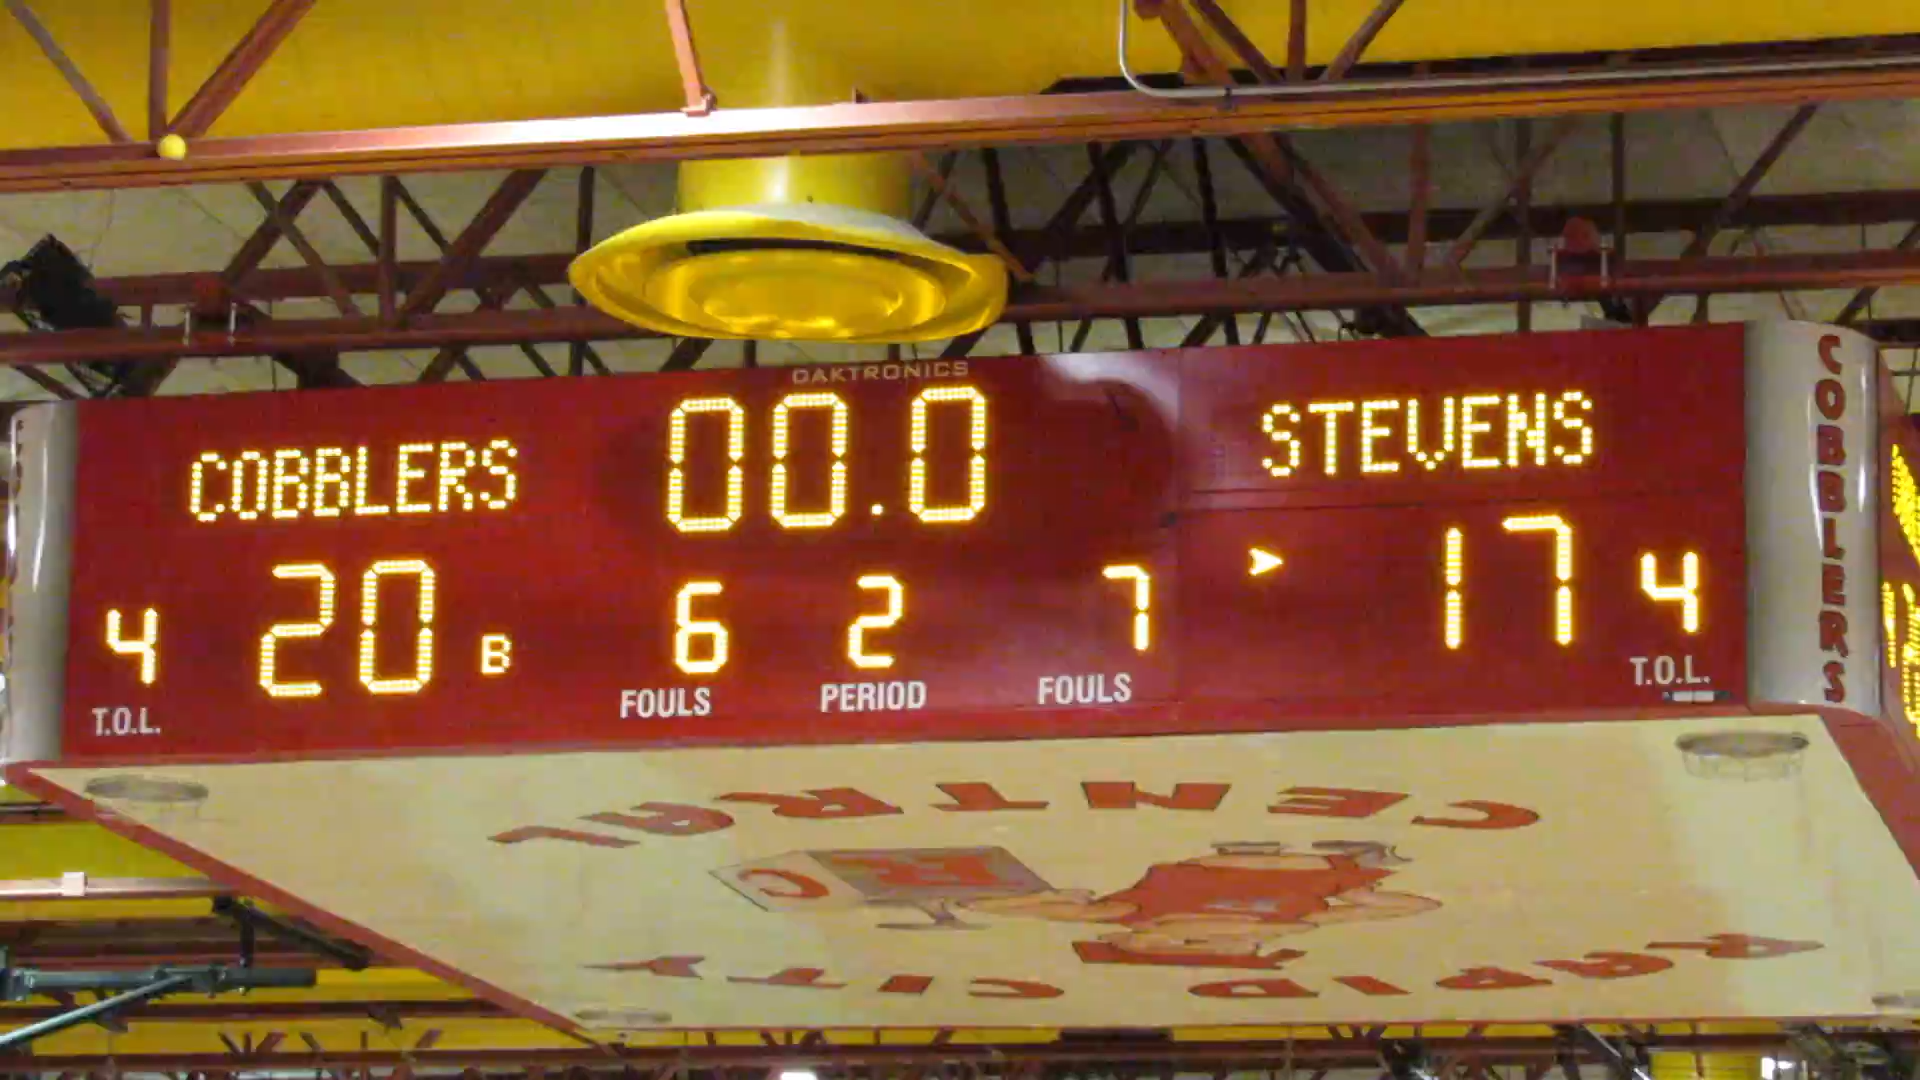 DAKTRONICS
COBBLERS 00.0 STEVENS
4 20 B 6 2 7 17 4
T.O.L. FOULS PERIOD FOULS T.O.L.
COBBLERS
CENTRAL
RC
RAPID CITY